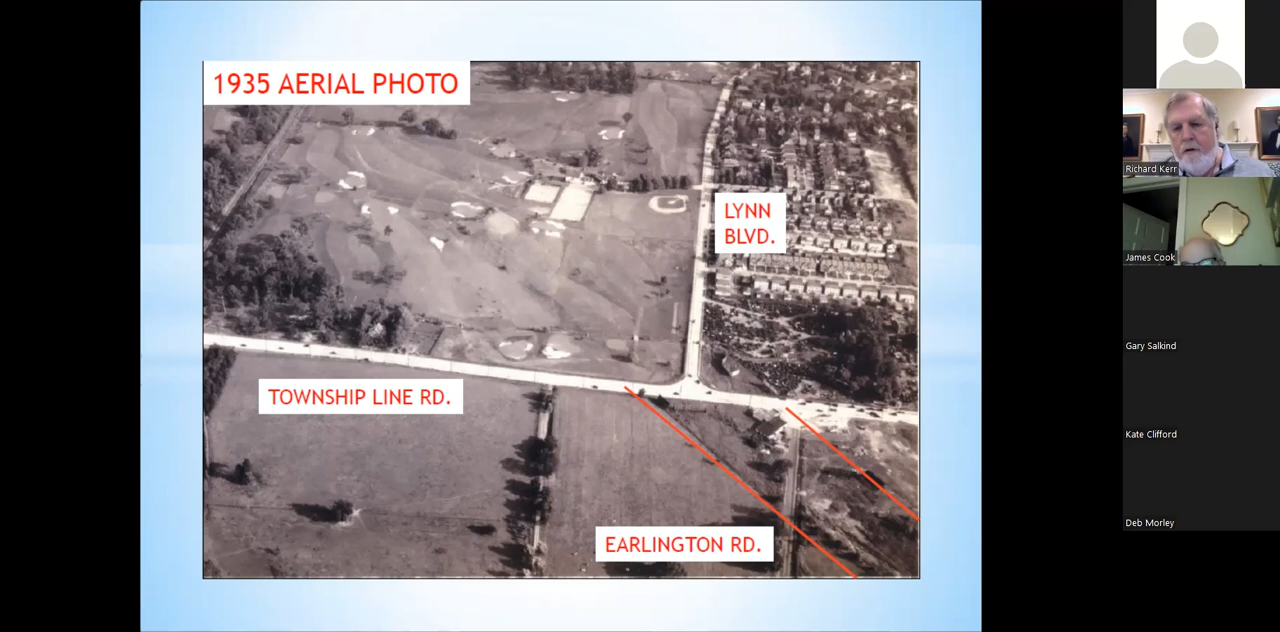 1935 AERIAL PHOTO
LYNN
BLVD.
TOWNSHIP LINE RD.
EARLINGTON RD.
Richard Kerr
James Cook
Gary Salkind
Kate Clifford
Deb Morley